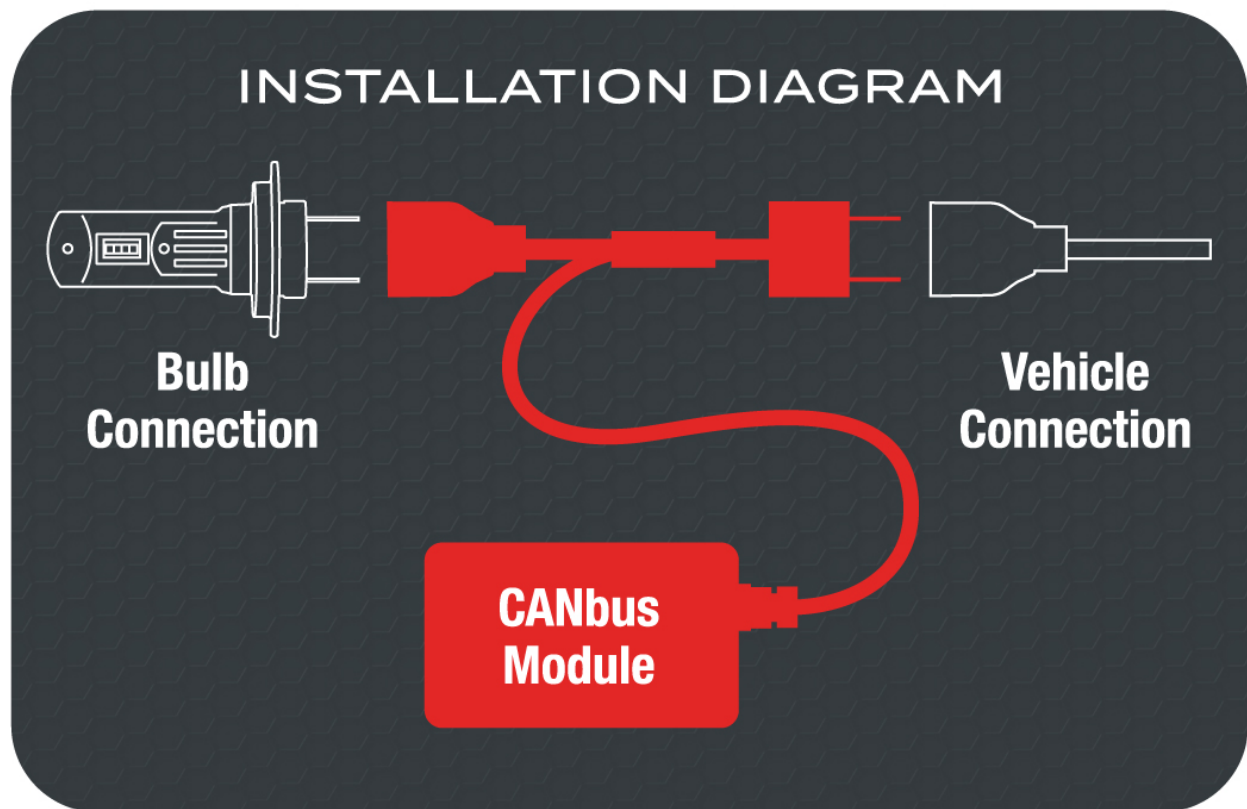 INSTALLATION DIAGRAM
Bulb
Connection
Vehicle
Connection
CANbus
Module